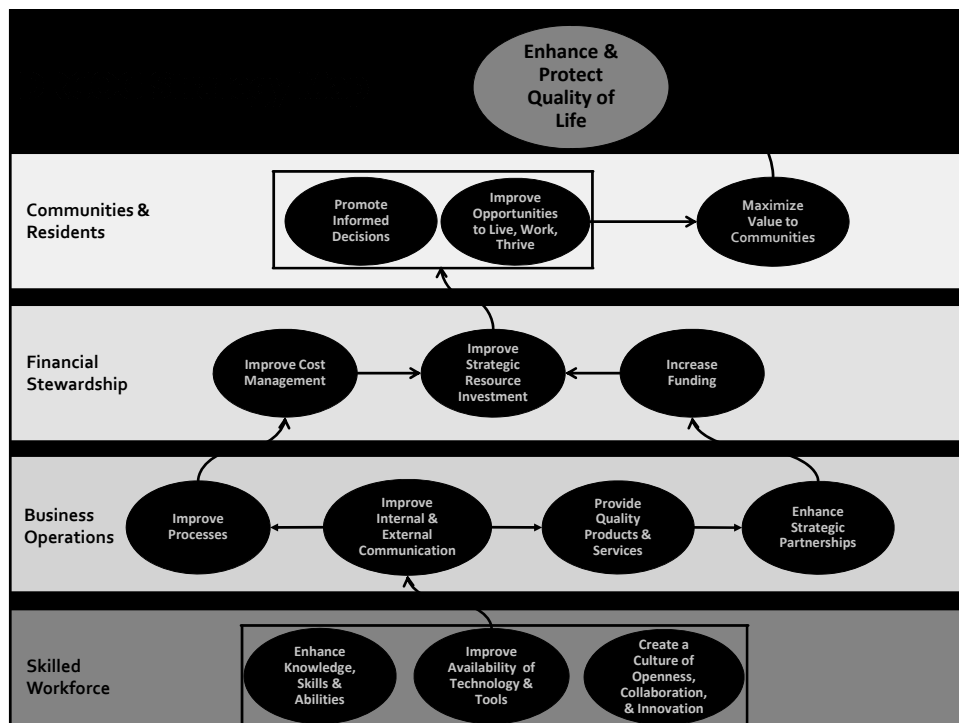 Enhance &
Protect
Quality of
Life
Communities &
Residents
Promote
Informed
Decisions
Improve
Opportunities
to Live, Work,
Thrive
Maximize
Value to
Communities
Financial
Stewardship
Improve Cost
Management
Improve
Strategic
Resource
Investment
Increase
Funding
Business
Operations
Improve
Processes
Improve
Internal &
External
Communication
Provide
Quality
Products &
Services
Enhance
Strategic
Partnerships
Skilled
Workforce
Enhance
Knowledge,
Skills &
Abilities
Improve
Availability of
Technology &
Tools
Create a
Culture of
Openness,
Collaboration,
& Innovation